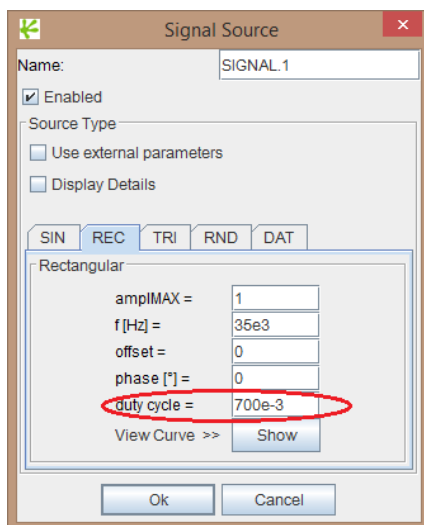 Signal Source
Name: SIGNAL.1
Enabled
Source Type
Use external parameters
Display Details
SIN REC TRI RND DAT
Rectangular
amplMAX = 1
f [Hz] = 35e3
offset = 0
phase [°] = 0
duty cycle = 700e-3
View Curve >> Show
Ok Cancel